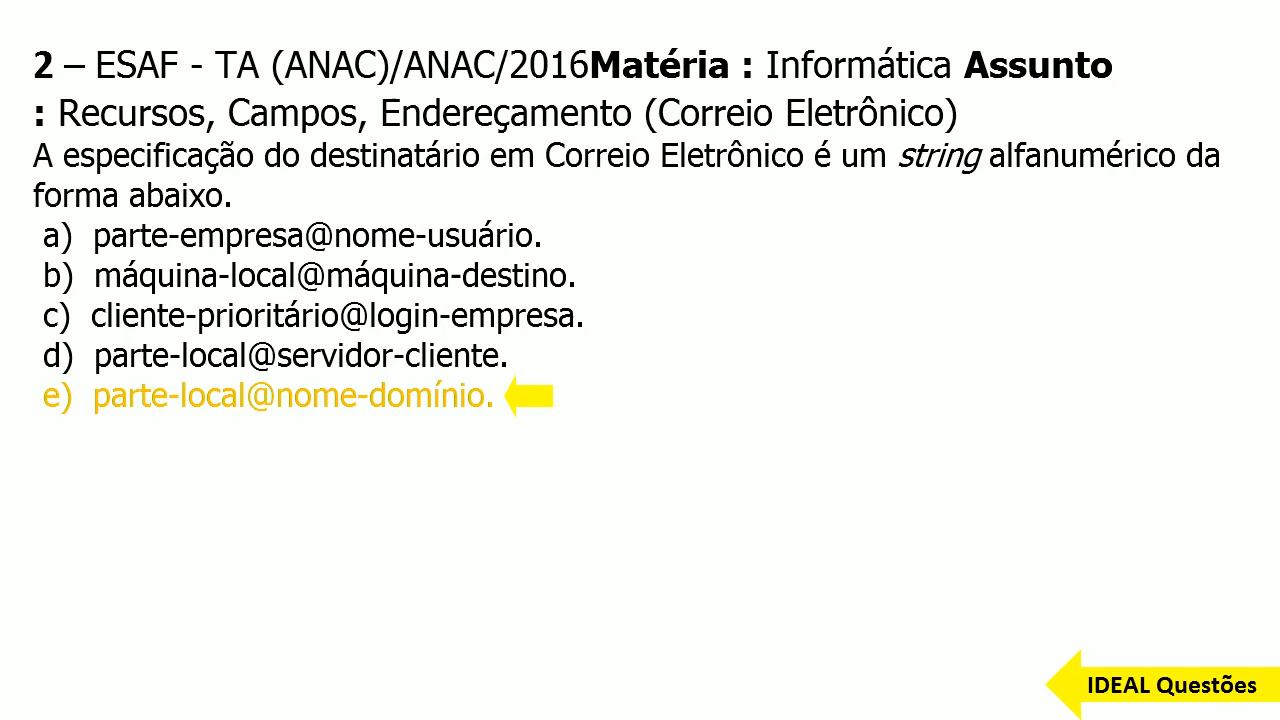 2 – ESAF - TA (ANAC)/ANAC/2016Matéria : Informática Assunto
: Recursos, Campos, Endereçamento (Correio Eletrônico)
A especificação do destinatário em Correio Eletrônico é um string alfanumérico da
forma abaixo.
a) parte-empresa@nome-usuário.
b) máquina-local@máquina-destino.
c) cliente-prioritário@login-empresa.
d) parte-local@servidor-cliente.
e) parte-local@nome-domínio.
IDEAL Questões